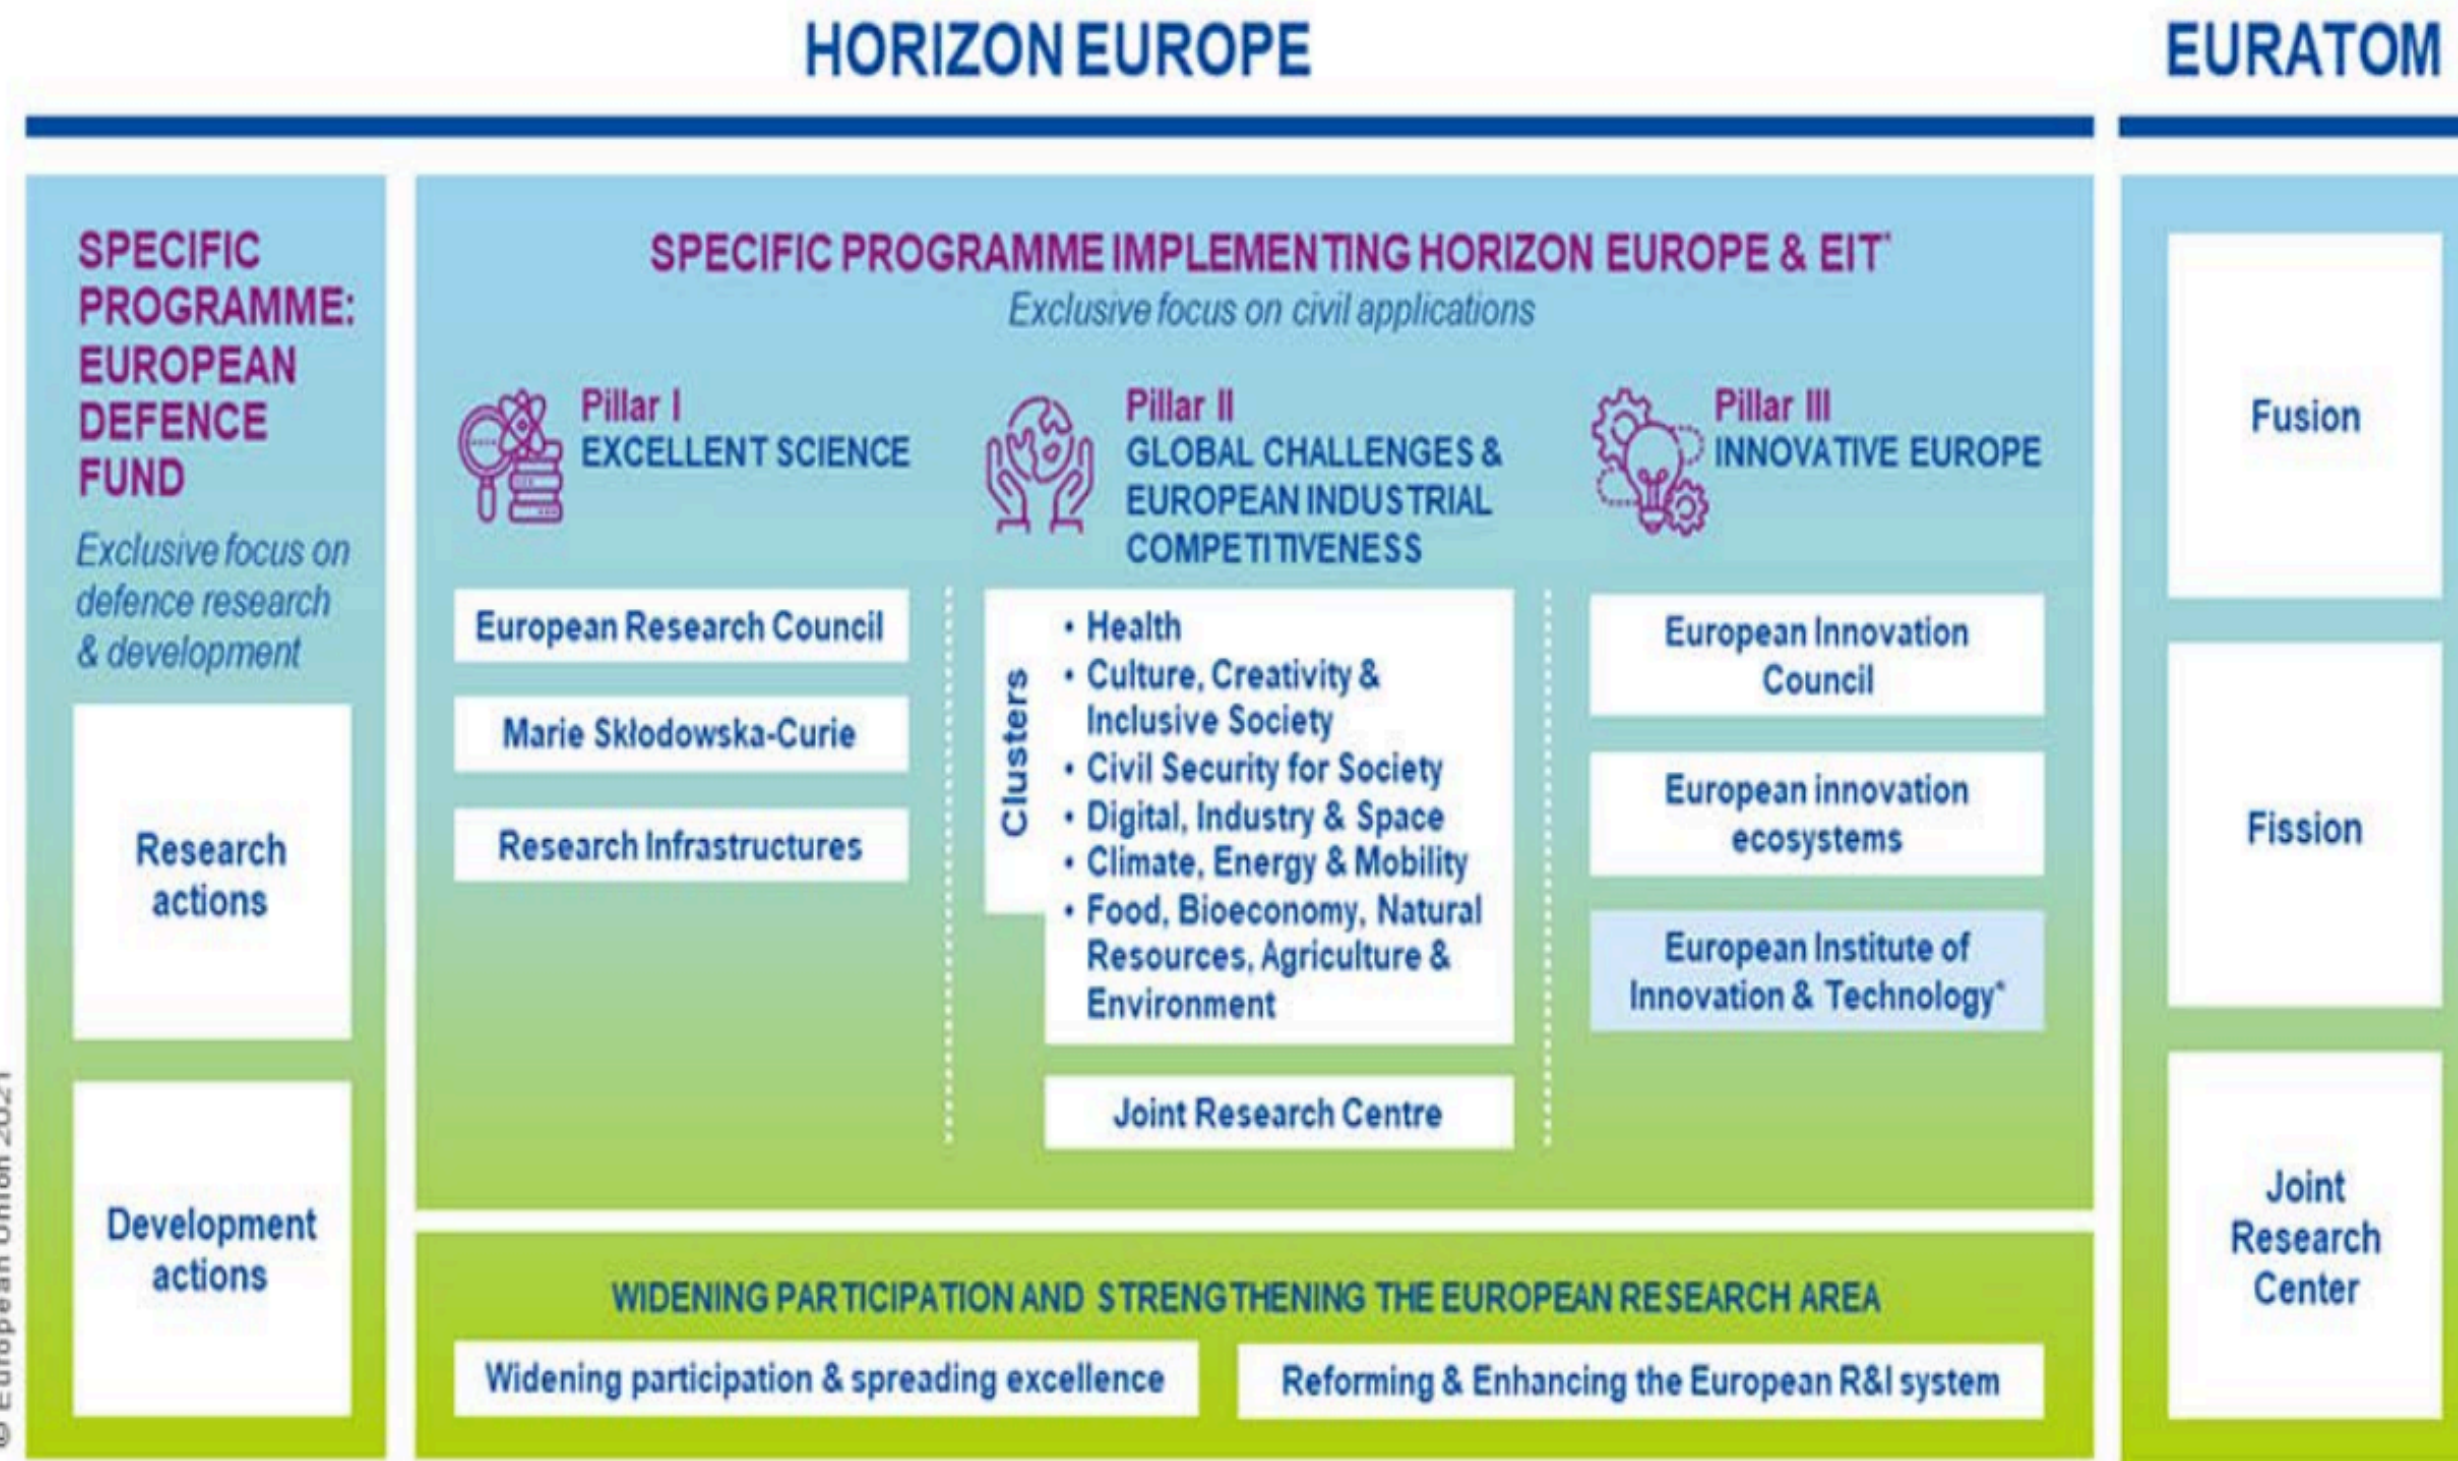 HORIZON EUROPE
EURATOM
SPECIFIC
PROGRAMME:
EUROPEAN
DEFENCE
FUND
Exclusive focus on
defence research
& development
Research
actions
Development
actions
SPECIFIC PROGRAMME IMPLEMENTING HORIZON EUROPE & EIT*
Exclusive focus on civil applications
Pillar I
EXCELLENT SCIENCE
European Research Council
Marie Skłodowska-Curie
Research Infrastructures
Pillar II
GLOBAL CHALLENGES &
EUROPEAN INDUSTRIAL
COMPETITIVENESS
Clusters
• Health
• Culture, Creativity &
Inclusive Society
• Civil Security for Society
• Digital, Industry & Space
• Climate, Energy & Mobility
• Food, Bioeconomy, Natural
Resources, Agriculture &
Environment
Joint Research Centre
Pillar III
INNOVATIVE EUROPE
European Innovation
Council
European innovation
ecosystems
European Institute of
Innovation & Technology*
WIDENING PARTICIPATION AND STRENGTHENING THE EUROPEAN RESEARCH AREA
Widening participation & spreading excellence
Reforming & Enhancing the European R&I system
Fusion
Fission
Joint
Research
Center
© European Union 2021